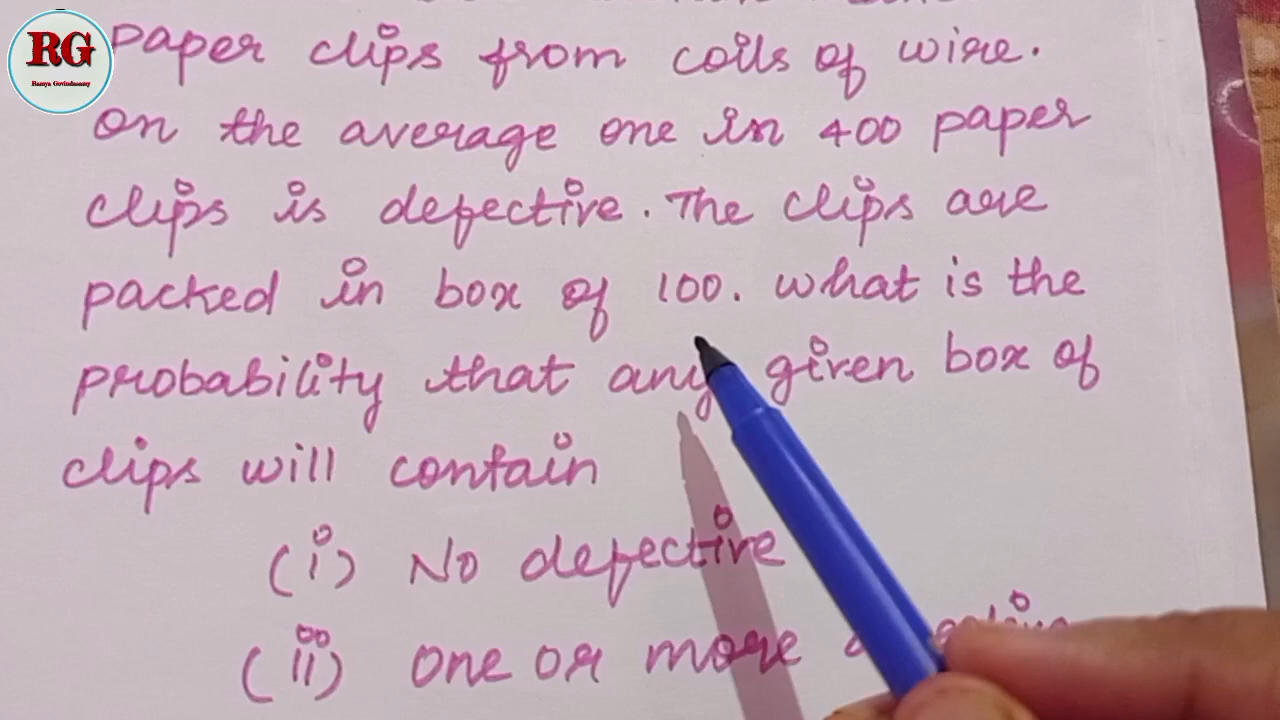 RG
Ramya Govindasamy
paper clips from coils of wire.
On the average one in 400 paper
clips is defective. The clips are
packed in box of 100. what is the
probability that any given box of
clips will contain
(i) No defective
(ii) one or more